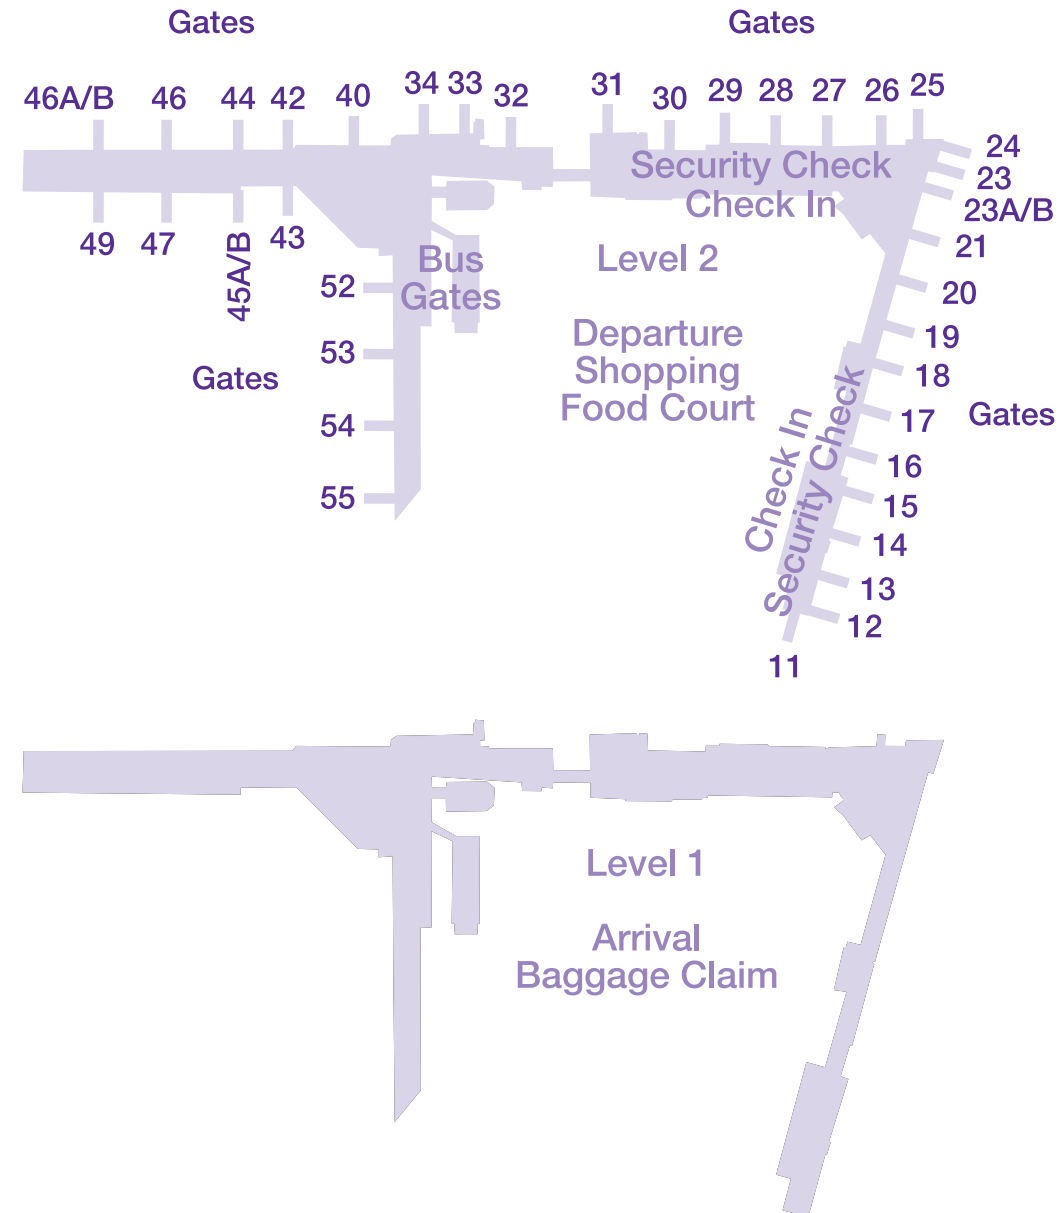 Gates
Gates
46A/B
46
44
42
40
34
33
32
31
30
29
28
27
26
25
24
23
23A/B
21
20
19
18
17
16
15
14
13
12
11
Gates
49
47
45A/B
43
52
53
54
55
Gates
Bus
Gates
Security Check
Check In
Level 2
Departure
Shopping
Food Court
Check In
Security Check
Level 1
Arrival
Baggage Claim